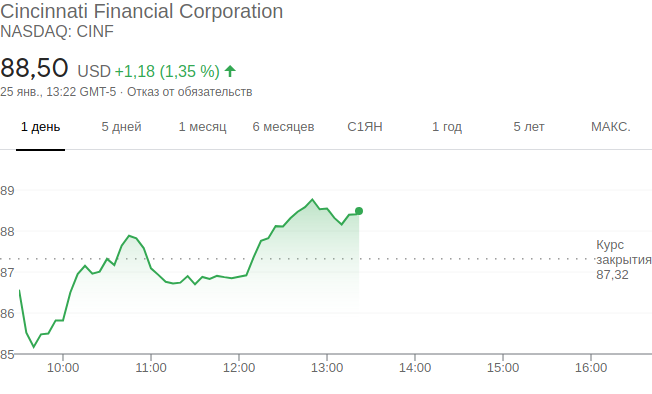 Cincinnati Financial Corporation
NASDAQ: CINF
88,50 USD +1,18 (1,35 %)
25 янв., 13:22 GMT-5 · Отказ от обязательств
1 день 5 дней 1 месяц 6 месяцев С1ЯН 1 год 5 лет МАКС.
89
88
87
86
85
Курс
закрытия
87,32
10:00 11:00 12:00 13:00 14:00 15:00 16:00